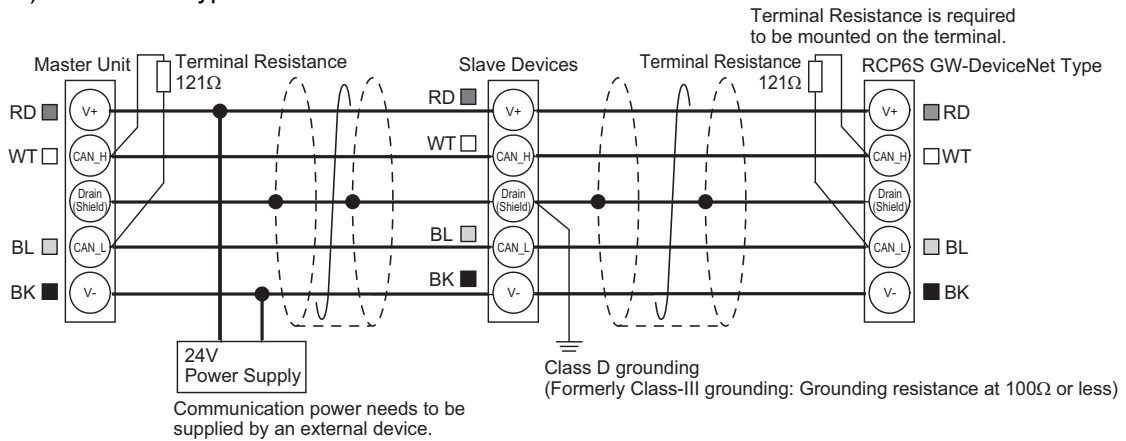 ) yp
Terminal Resistance is required
to be mounted on the terminal.
Master Unit
Terminal Resistance
121Ω
Slave Devices
Terminal Resistance
121Ω
RCP6S GW-DeviceNet Type
RD
V+
RD
V+
V+
RD
WT
CAN_H
WT
CAN_H
CAN_H
WT
Drain
(Shield)
Drain
(Shield)
Drain
(Shield)
BL
CAN_L
BL
CAN_L
CAN_L
BL
BK
V-
BK
V-
V-
BK
24V
Power Supply
Class D grounding
(Formerly Class-III grounding: Grounding resistance at 100Ω or less)
Communication power needs to be
supplied by an external device.